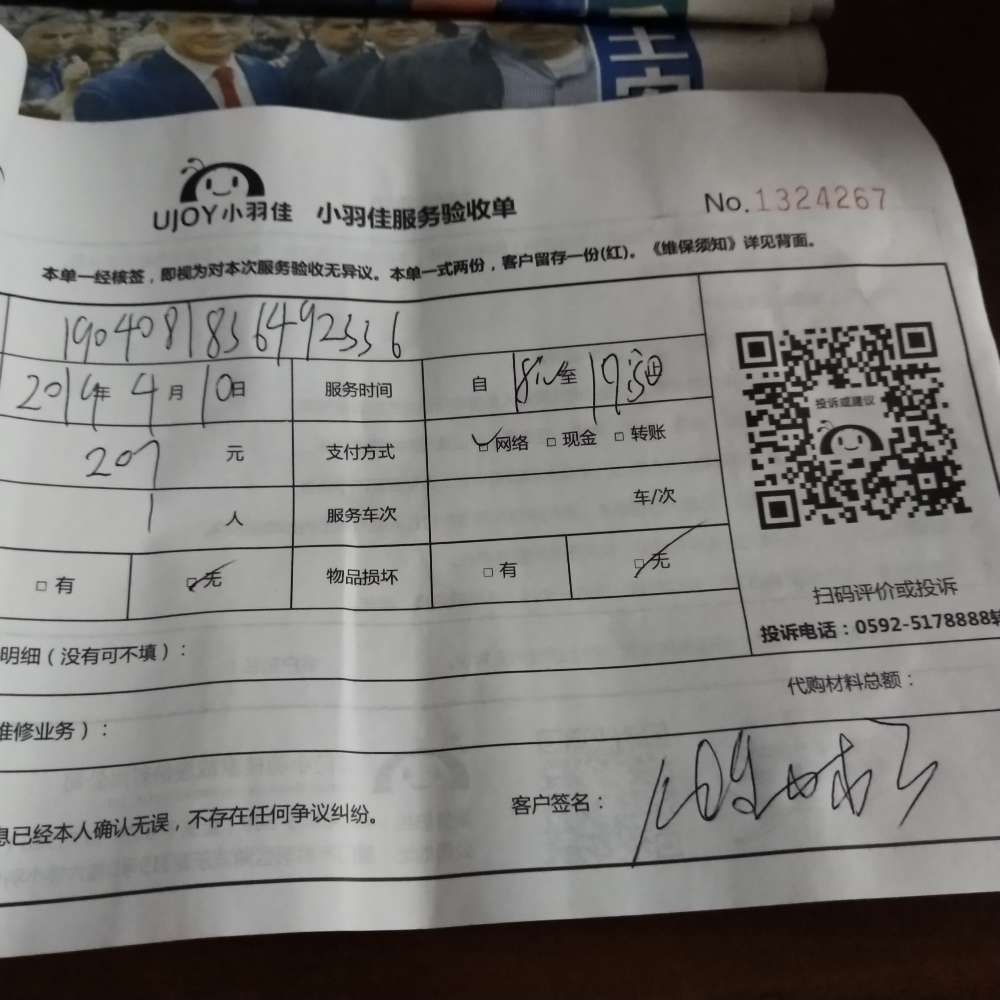 UJOY小羽佳 小羽佳服务验收单 No.1324267
本单一经核签，即视为对本次服务验收无异议。本单一式两份，客户留存一份(红)。《维保须知》详见背面。
投诉或建议
年 4月10日 服务时间 自 至 止
207 元 支付方式 网络 □ 现金 □ 转账
1 人 服务车次 车/次
□ 有 □ 无 物品损坏 □ 有 □ 无
扫码评价或投诉
投诉电话：0592-5178888转
明细（没有可不填）：
代购材料总额：
维修业务）：
息已经本人确认无误，不存在任何争议纠纷。 客户签名：